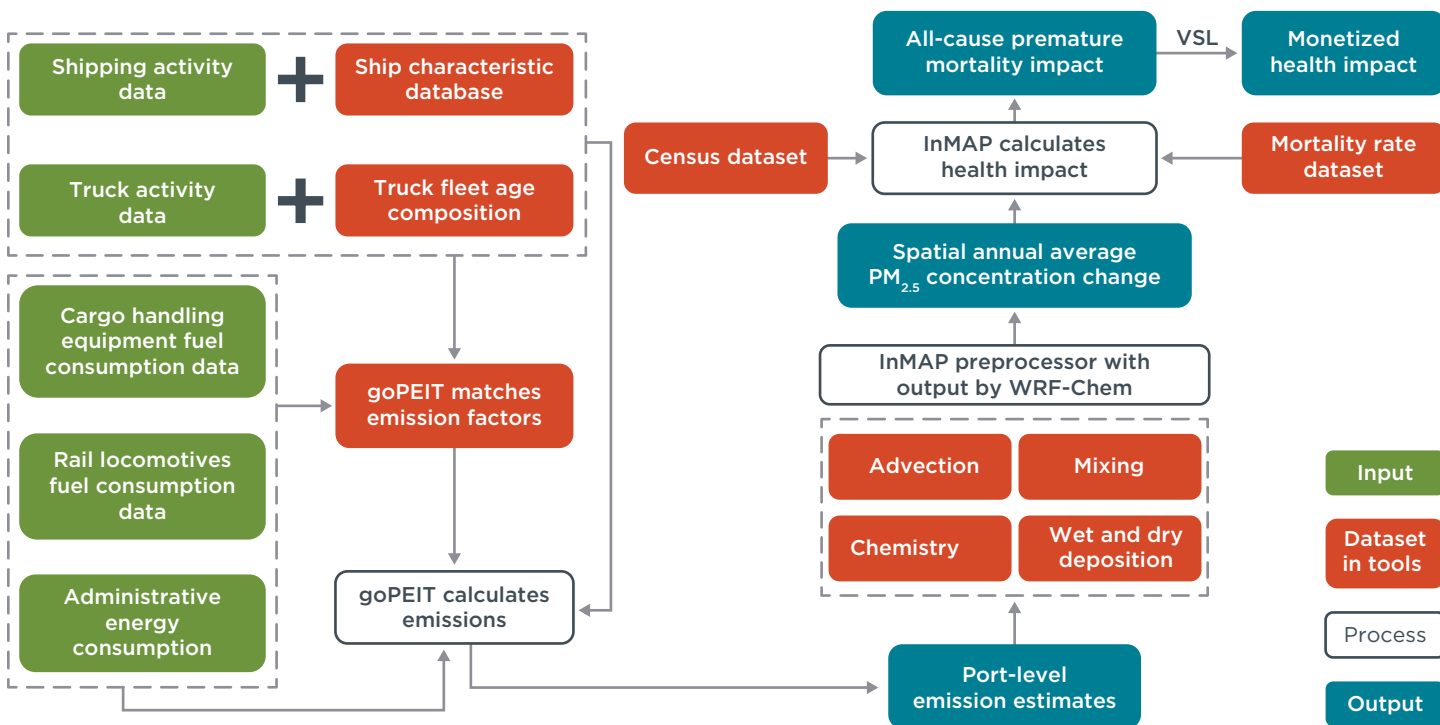 Shipping activity
data
+
Ship characteristic
database
Truck activity
data
+
Truck fleet age
composition
Cargo handling
equipment fuel
consumption data
Rail locomotives
fuel consumption
data
Administrative
energy
consumption
goPEIT matches
emission factors
goPEIT calculates
emissions
All-cause premature
mortality impact
VSL
Monetized
health impact
Census dataset
InMAP calculates
health impact
Mortality rate
dataset
Spatial annual average
PM2.5 concentration change
InMAP preprocessor with
output by WRF-Chem
Advection
Mixing
Chemistry
Wet and dry
deposition
Port-level
emission estimates
Input
Dataset
in tools
Process
Output